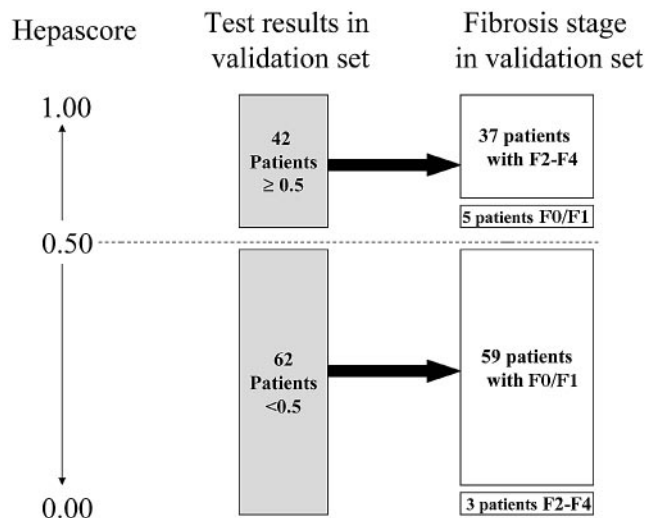 Hepascore
Test results in
validation set
Fibrosis stage
in validation set
1.00
42
Patients
≥ 0.5
37 patients
with F2-F4
5 patients F0/F1
0.50
62
Patients
<0.5
59 patients
with F0/F1
0.00
3 patients F2-F4